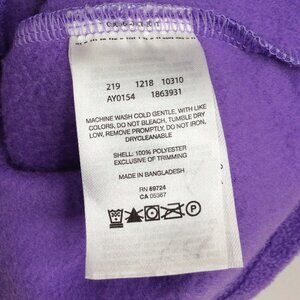 219 1218 10310
AY0154 1863931
MACHINE WASH COLD GENTLE, WITH LIKE
COLORS, DO NOT BLEACH, TUMBLE DRY
LOW, REMOVE PROMPTLY, DO NOT IRON,
DRYCLEANABLE
SHELL: 100% POLYESTER
EXCLUSIVE OF TRIMMING
MADE IN BANGLADESH
RN 69724
CA 05367